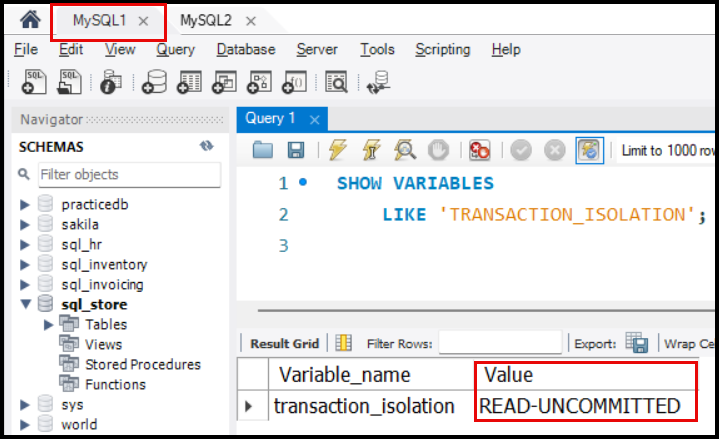 MySQL1 × MySQL2 ×
File Edit View Query Database Server Tools Scripting Help
Navigator
SCHEMAS
Filter objects
practicedb
sakila
sql_hr
sql_inventory
sql_invoicing
sql_store
Tables
Views
Stored Procedures
Functions
sys
world
Query 1 ×
Limit to 1000 row
1 SHOW VARIABLES
2 LIKE 'TRANSACTION_ISOLATION';
3
Result Grid Filter Rows: Export: Wrap Ce
Variable_name Value
transaction_isolation READ-UNCOMMITTED